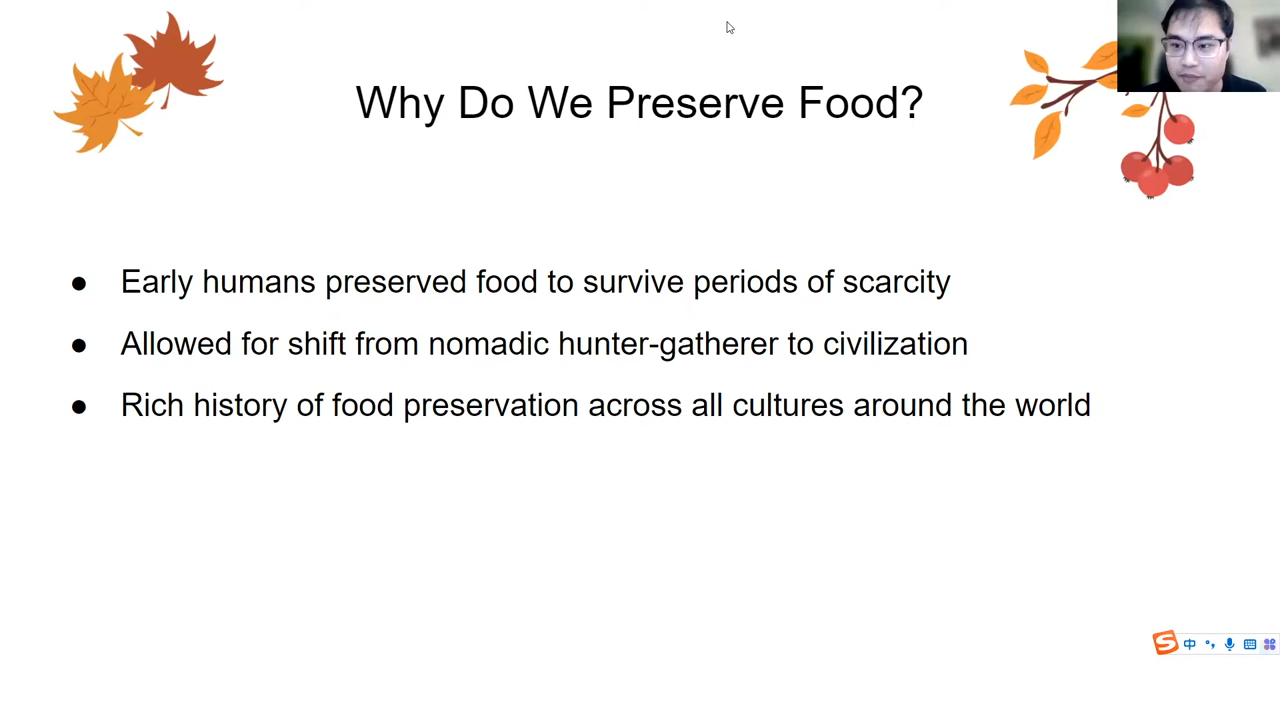 Why Do We Preserve Food?
● Early humans preserved food to survive periods of scarcity
● Allowed for shift from nomadic hunter-gatherer to civilization
● Rich history of food preservation across all cultures around the world
S 中 °,